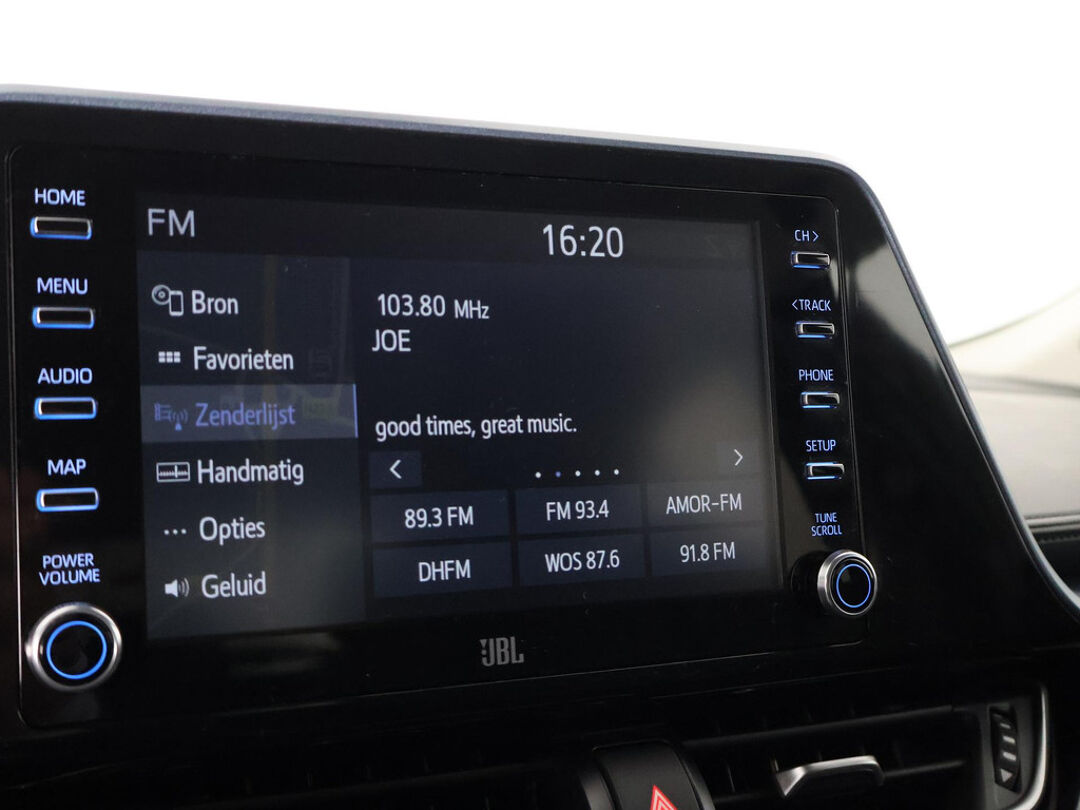 HOME
MENU
AUDIO
MAP
POWER
VOLUME
FM
16:20
Bron
Favorieten
Zenderlijst
Handmatig
Opties
Geluid
103.80 MHz
JOE
good times, great music.
< >
89.3 FM FM 93.4 AMOR-FM
DHFM WOS 87.6 91.8 FM
JBL
CH >
< TRACK
PHONE
SETUP
TUNE
SCROLL